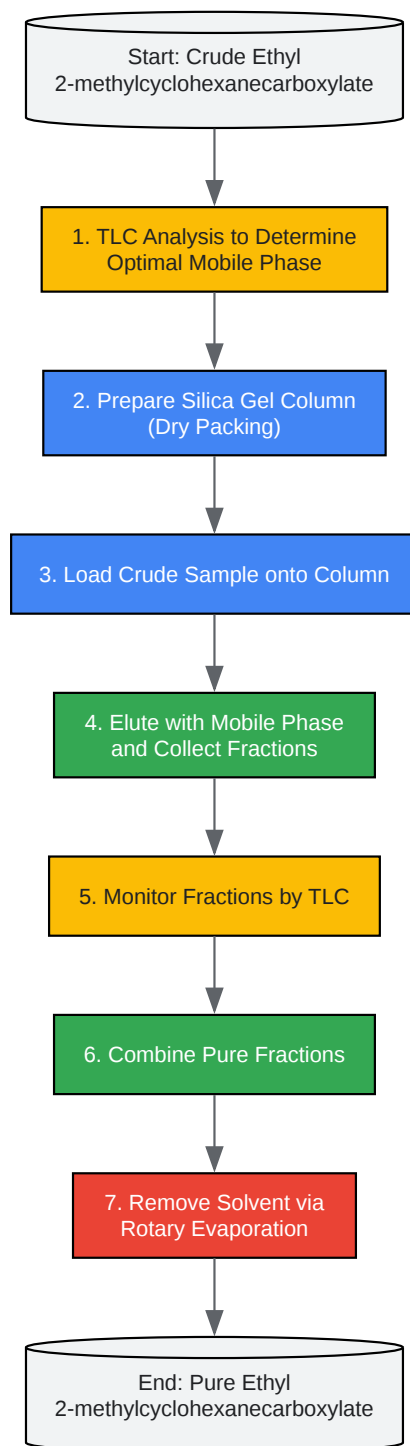 Start: Crude Ethyl
2-methylcyclohexanecarboxylate
1. TLC Analysis to Determine
Optimal Mobile Phase
2. Prepare Silica Gel Column
(Dry Packing)
3. Load Crude Sample onto Column
4. Elute with Mobile Phase
and Collect Fractions
5. Monitor Fractions by TLC
6. Combine Pure Fractions
7. Remove Solvent via
Rotary Evaporation
End: Pure Ethyl
2-methylcyclohexanecarboxylate